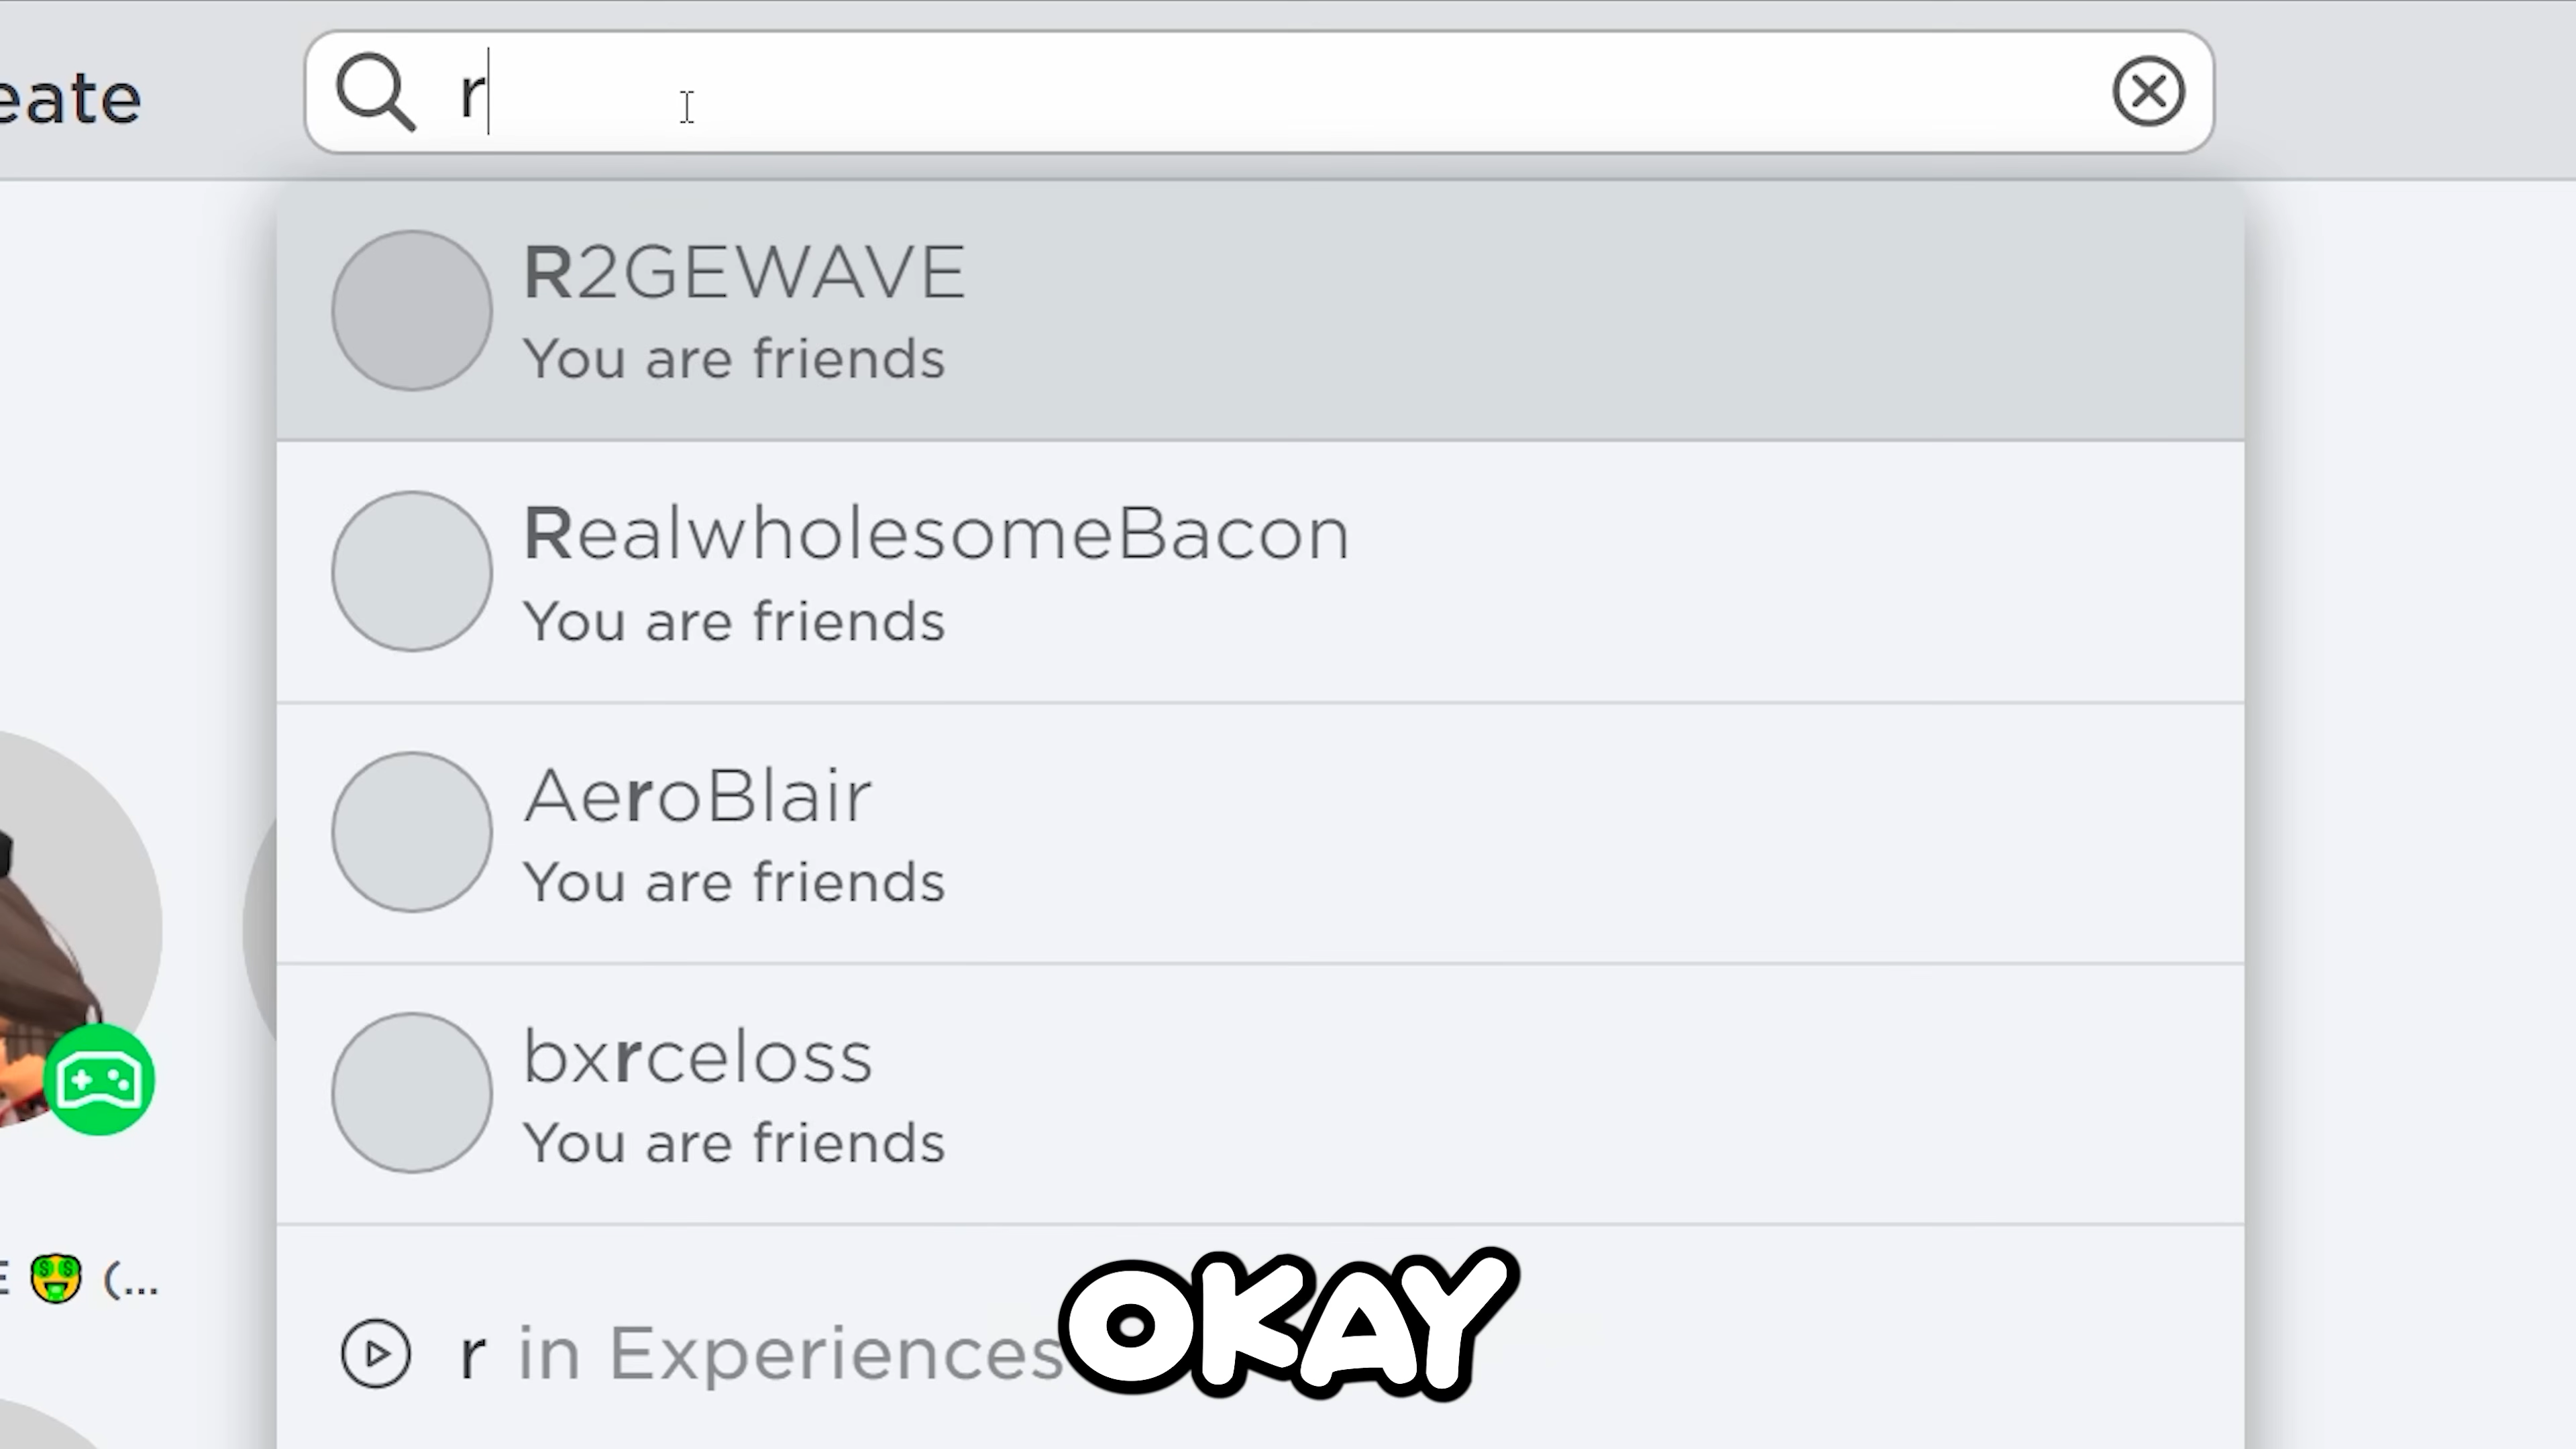 eate
r
R2GEWAVE
You are friends
RealwholesomeBacon
You are friends
AeroBlair
You are friends
bxrceloss
You are friends
E 🤑 (...
r in Experiences
OKAY